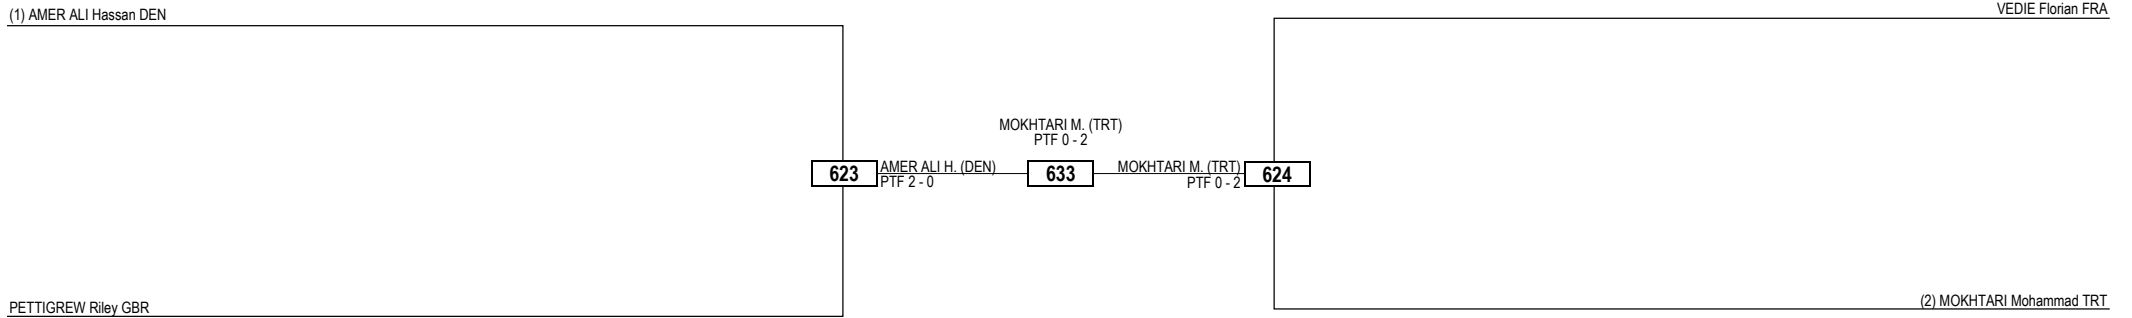 (1) AMER ALI Hassan DEN
VEDIE Florian FRA
MOKHTARI M. (TRT)
PTF 0 - 2
623
AMER ALI H. (DEN)
PTF 2 - 0
633
MOKHTARI M. (TRT)
PTF 0 - 2
624
PETTIGREW Riley GBR
(2) MOKHTARI Mohammad TRT